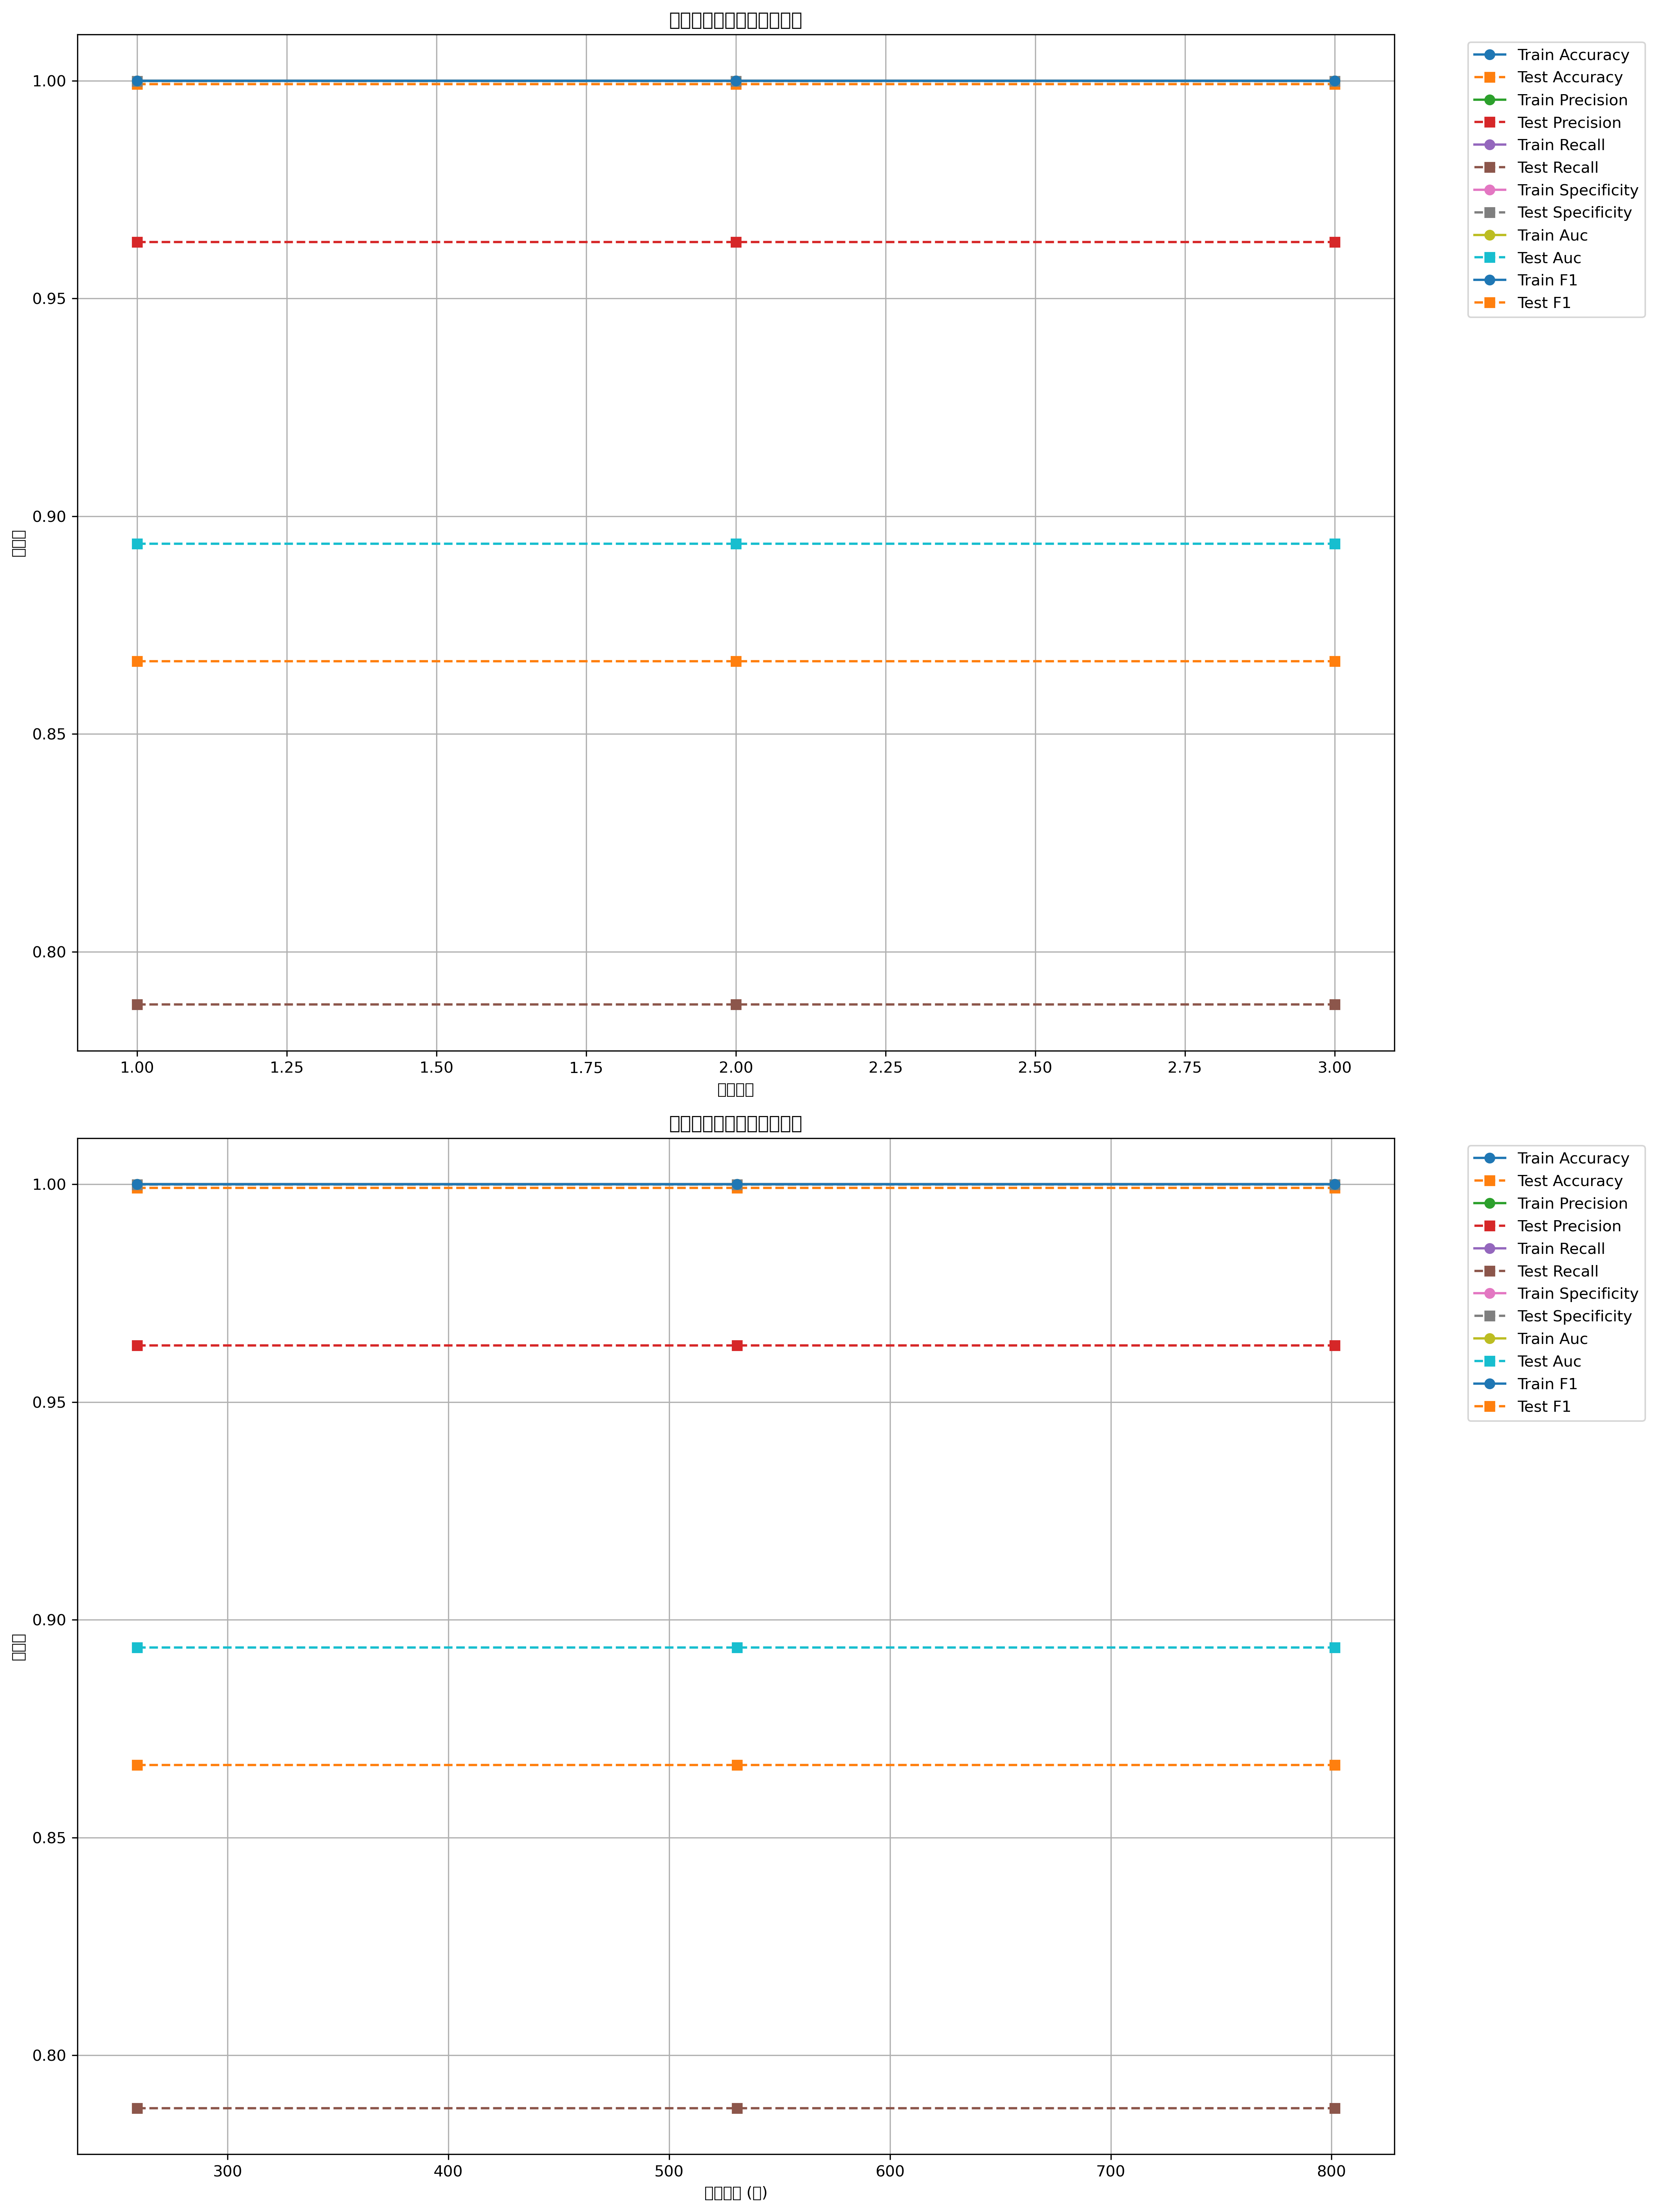 1.00
0.95
0.90
0.85
0.80
1.00
1.25
1.50
1.75
2.00
2.25
2.50
2.75
3.00
Train Accuracy
Test Accuracy
Train Precision
Test Precision
Train Recall
Test Recall
Train Specificity
Test Specificity
Train Auc
Test Auc
Train F1
Test F1
1.00
0.95
0.90
0.85
0.80
300
400
500
600
700
800
Train Accuracy
Test Accuracy
Train Precision
Test Precision
Train Recall
Test Recall
Train Specificity
Test Specificity
Train Auc
Test Auc
Train F1
Test F1